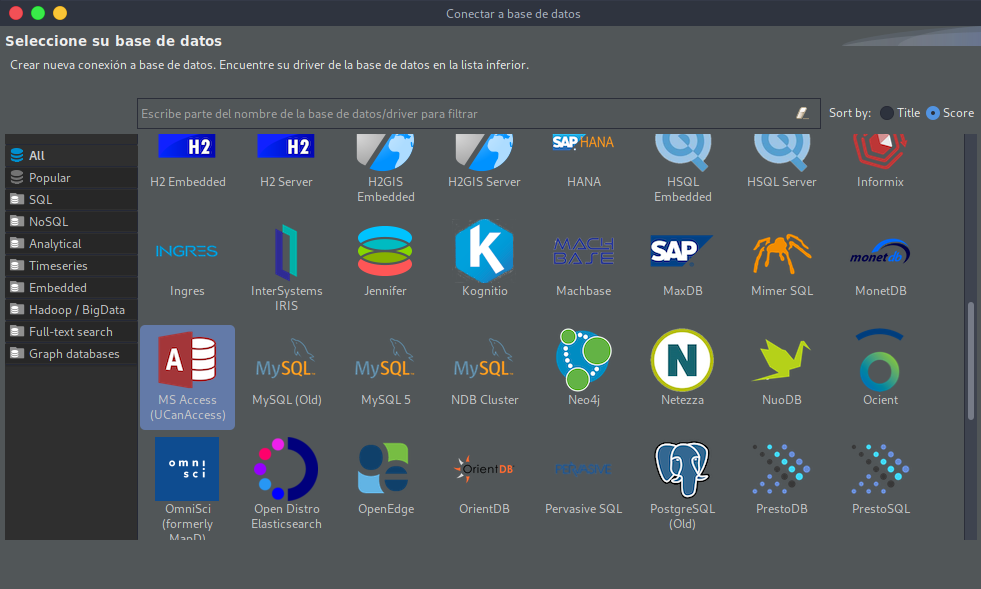 Conectar a base de datos
Seleccione su base de datos
Crear nueva conexión a base de datos. Encuentre su driver de la base de datos en la lista inferior.
Escribe parte del nombre de la base de datos/driver para filtrar
Sort by: Title Score
All
Popular
SQL
NoSQL
Analytical
Timeseries
Embedded
Hadoop / BigData
Full-text search
Graph databases
H2 H2 SAP HANA
H2 Embedded H2 Server H2GIS H2GIS Server HANA HSQL HSQL Server Informix
Embedded Embedded
INGRES K MACH BASE SAP monetdb
Ingres InterSystems Jennifer Kognitio Machbase MaxDB Mimer SQL MonetDB
IRIS
A MySQL MySQL MySQL N
MS Access MySQL (Old) MySQL 5 NDB Cluster Neo4j Netezza NuoDB Ocient
(UCanAccess)
omni sci OrientDB PERVASIVE
OmniSci Open Distro OpenEdge OrientDB Pervasive SQL PostgreSQL PrestoDB PrestoSQL
(formerly Elasticsearch (Old)
MapD)